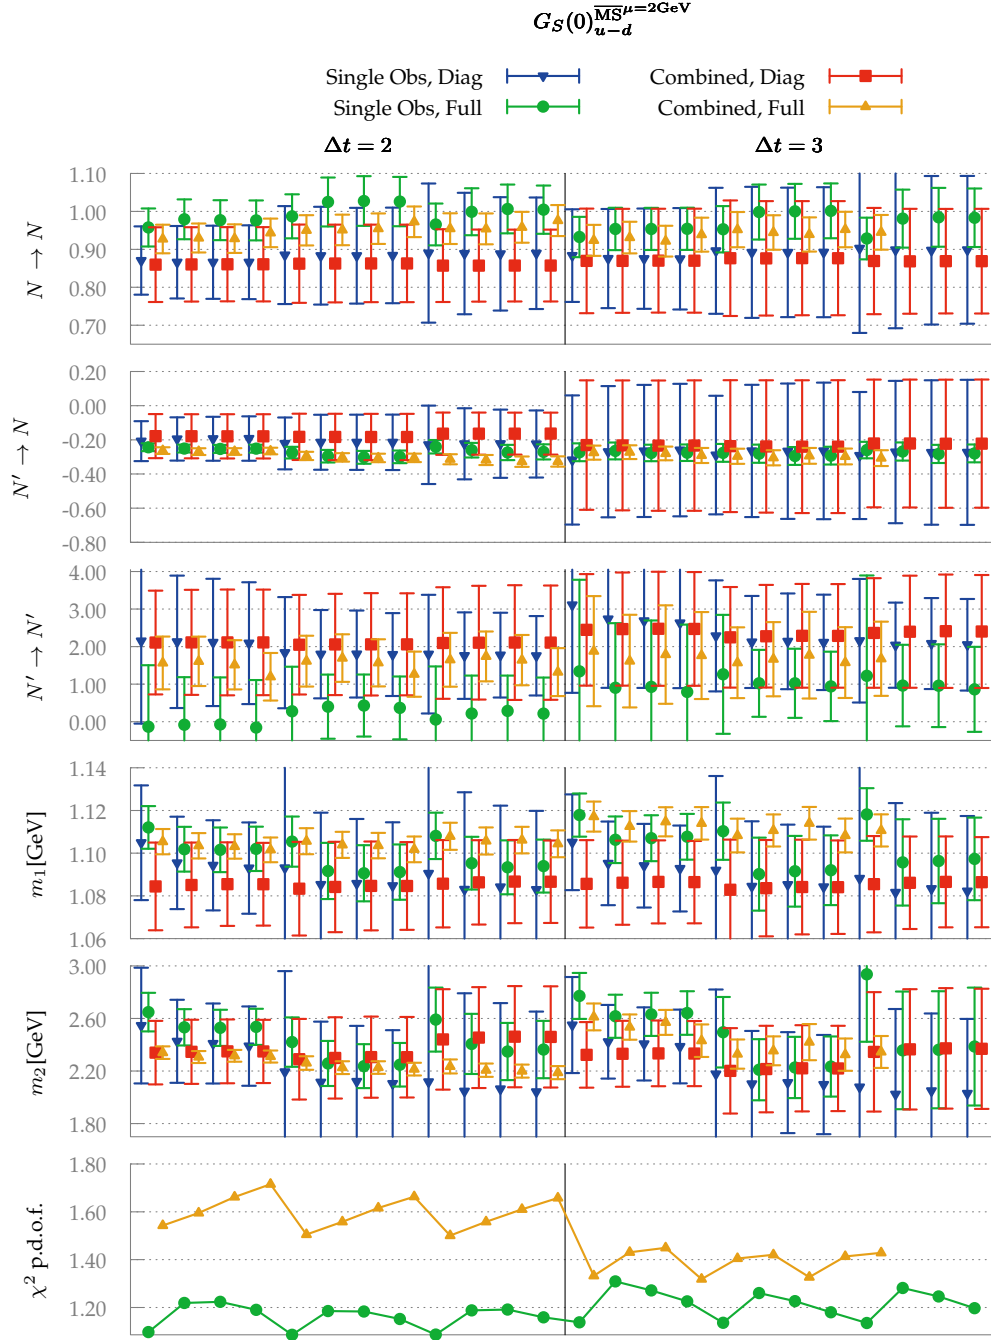 G_S(0)^{\overline{MS} μ=2GeV}_{u−d}
Single Obs, Diag
Combined, Diag
Single Obs, Full
Combined, Full
Δt = 2
Δt = 3
1.10
1.00
0.90
0.80
0.70
N → N
0.20
0.00
-0.20
-0.40
-0.60
-0.80
N′ → N
4.00
3.00
2.00
1.00
0.00
N′ → N′
1.14
1.12
1.10
1.08
1.06
m₁[GeV]
3.00
2.60
2.20
1.80
m₂[GeV]
1.80
1.60
1.40
1.20
χ² p.d.o.f.